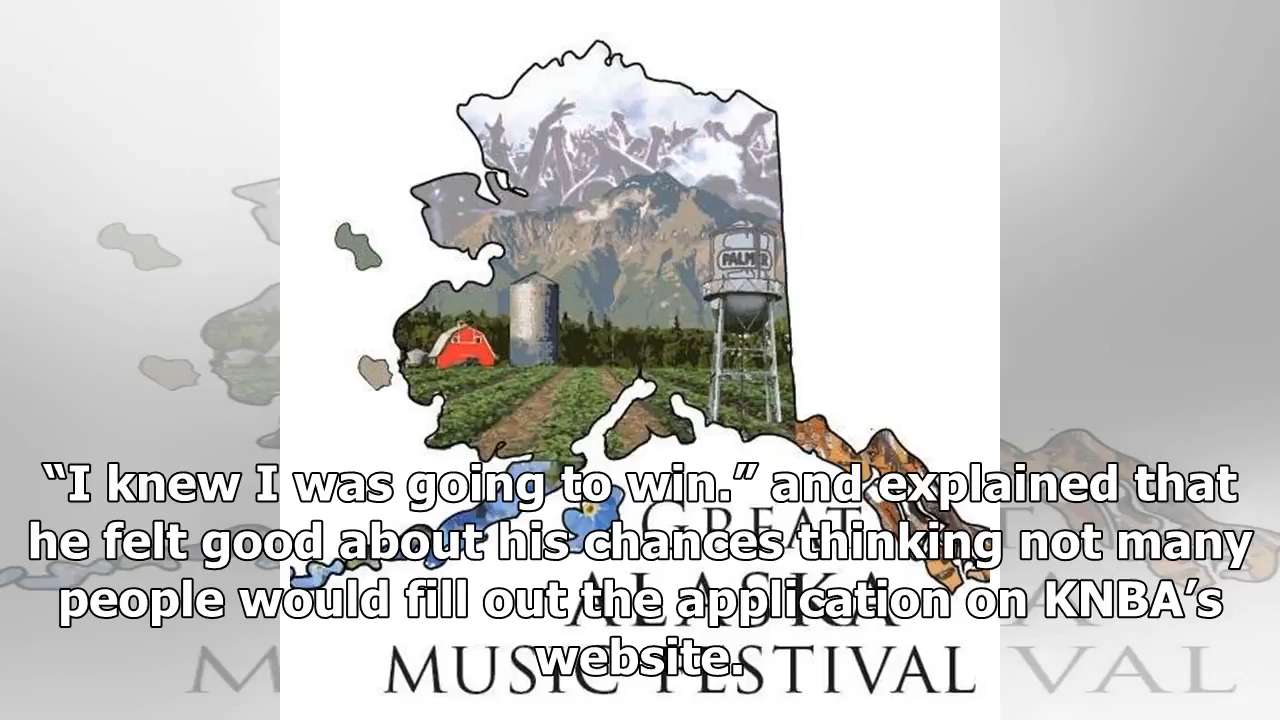 PALMER
“I knew I was going to win.” and explained that
he felt good about his chances thinking not many
people would fill out the application on KNBA’s
website.
GREAT
ALASKA
MUSIC FESTIVAL